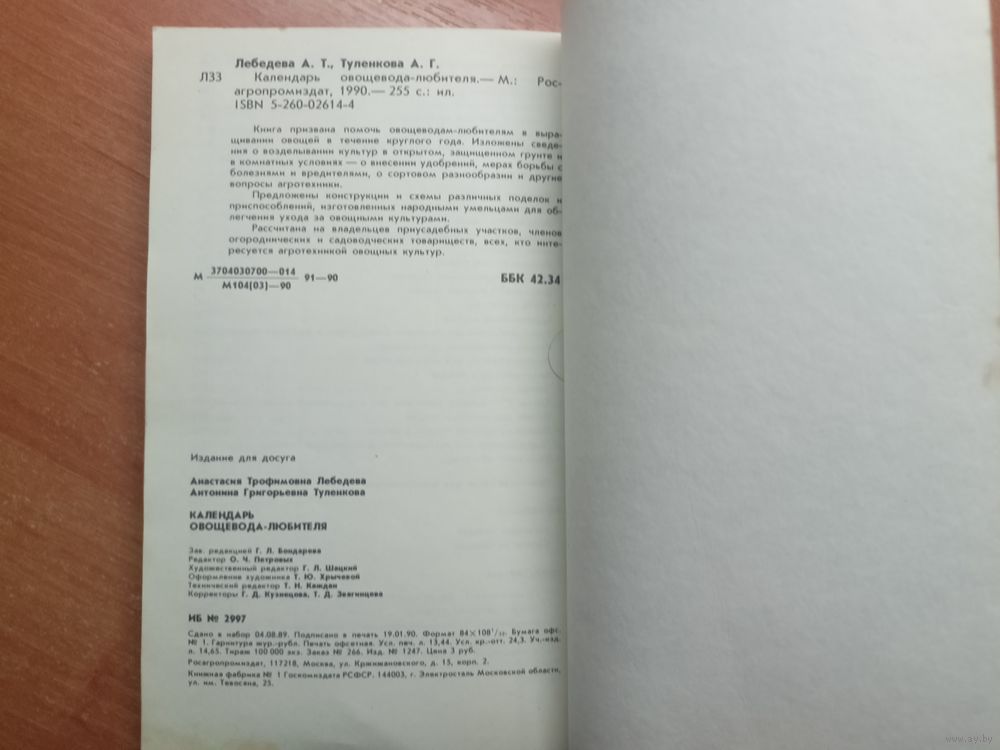 Лебедева А. Т., Туленкова А. Г.
Л33 Календарь овощевода-любителя.— М.: Рос-
агропромиздат, 1990.— 255 с.: ил.
ISBN 5-260-02614-4
Книга призвана помочь овощеводам-любителям в выра-
щивании овощей в течение круглого года. Изложены сведе-
ния о возделывании культур в открытом, защищенном грунте и
в комнатных условиях — о внесении удобрений, мерах борьбы с
болезнями и вредителями, о сортовом разнообразии и другие
вопросы агротехники.
Предложены конструкции и схемы различных поделок и
приспособлений, изготовленных народными умельцами для об-
легчения ухода за овощными культурами.
Рассчитана на владельцев приусадебных участков, членов
огороднических и садоводческих товариществ, всех, кто инте-
ресуется агротехникой овощных культур.
М 3704030700—014 / М104(03)—90 91—90 ББК 42.34
Издание для досуга
Анастасия Трофимовна Лебедева
Антонина Григорьевна Туленкова
КАЛЕНДАРЬ
ОВОЩЕВОДА-ЛЮБИТЕЛЯ
Зав. редакцией Г. Л. Бондарева
Редактор О. Ч. Петровых
Художественный редактор Г. Л. Шацкий
Оформление художника Т. Ю. Хрычевой
Технический редактор Т. Н. Каждан
Корректоры Г. Д. Кузнецова, Т. Д. Звягинцева
ИБ № 2997
Сдано в набор 04.08.89. Подписано в печать 19.01.90. Формат 84×108¹/₃₂. Бумага офс.
№ 1. Гарнитура жур.-рубл. Печать офсетная. Усл. печ. л. 13,44. Усл. кр.-отт. 24,3. Уч.-изд.
л. 14,65. Тираж 100 000 экз. Заказ № 266. Изд. № 1247. Цена 3 руб.
Росагропромиздат, 117218, Москва, ул. Кржижановского, д. 15, корп. 2.
Книжная фабрика № 1 Госкомиздата РСФСР. 144003, г. Электросталь Московской области,
ул. им. Тевосяна, 25.
www.ay.by